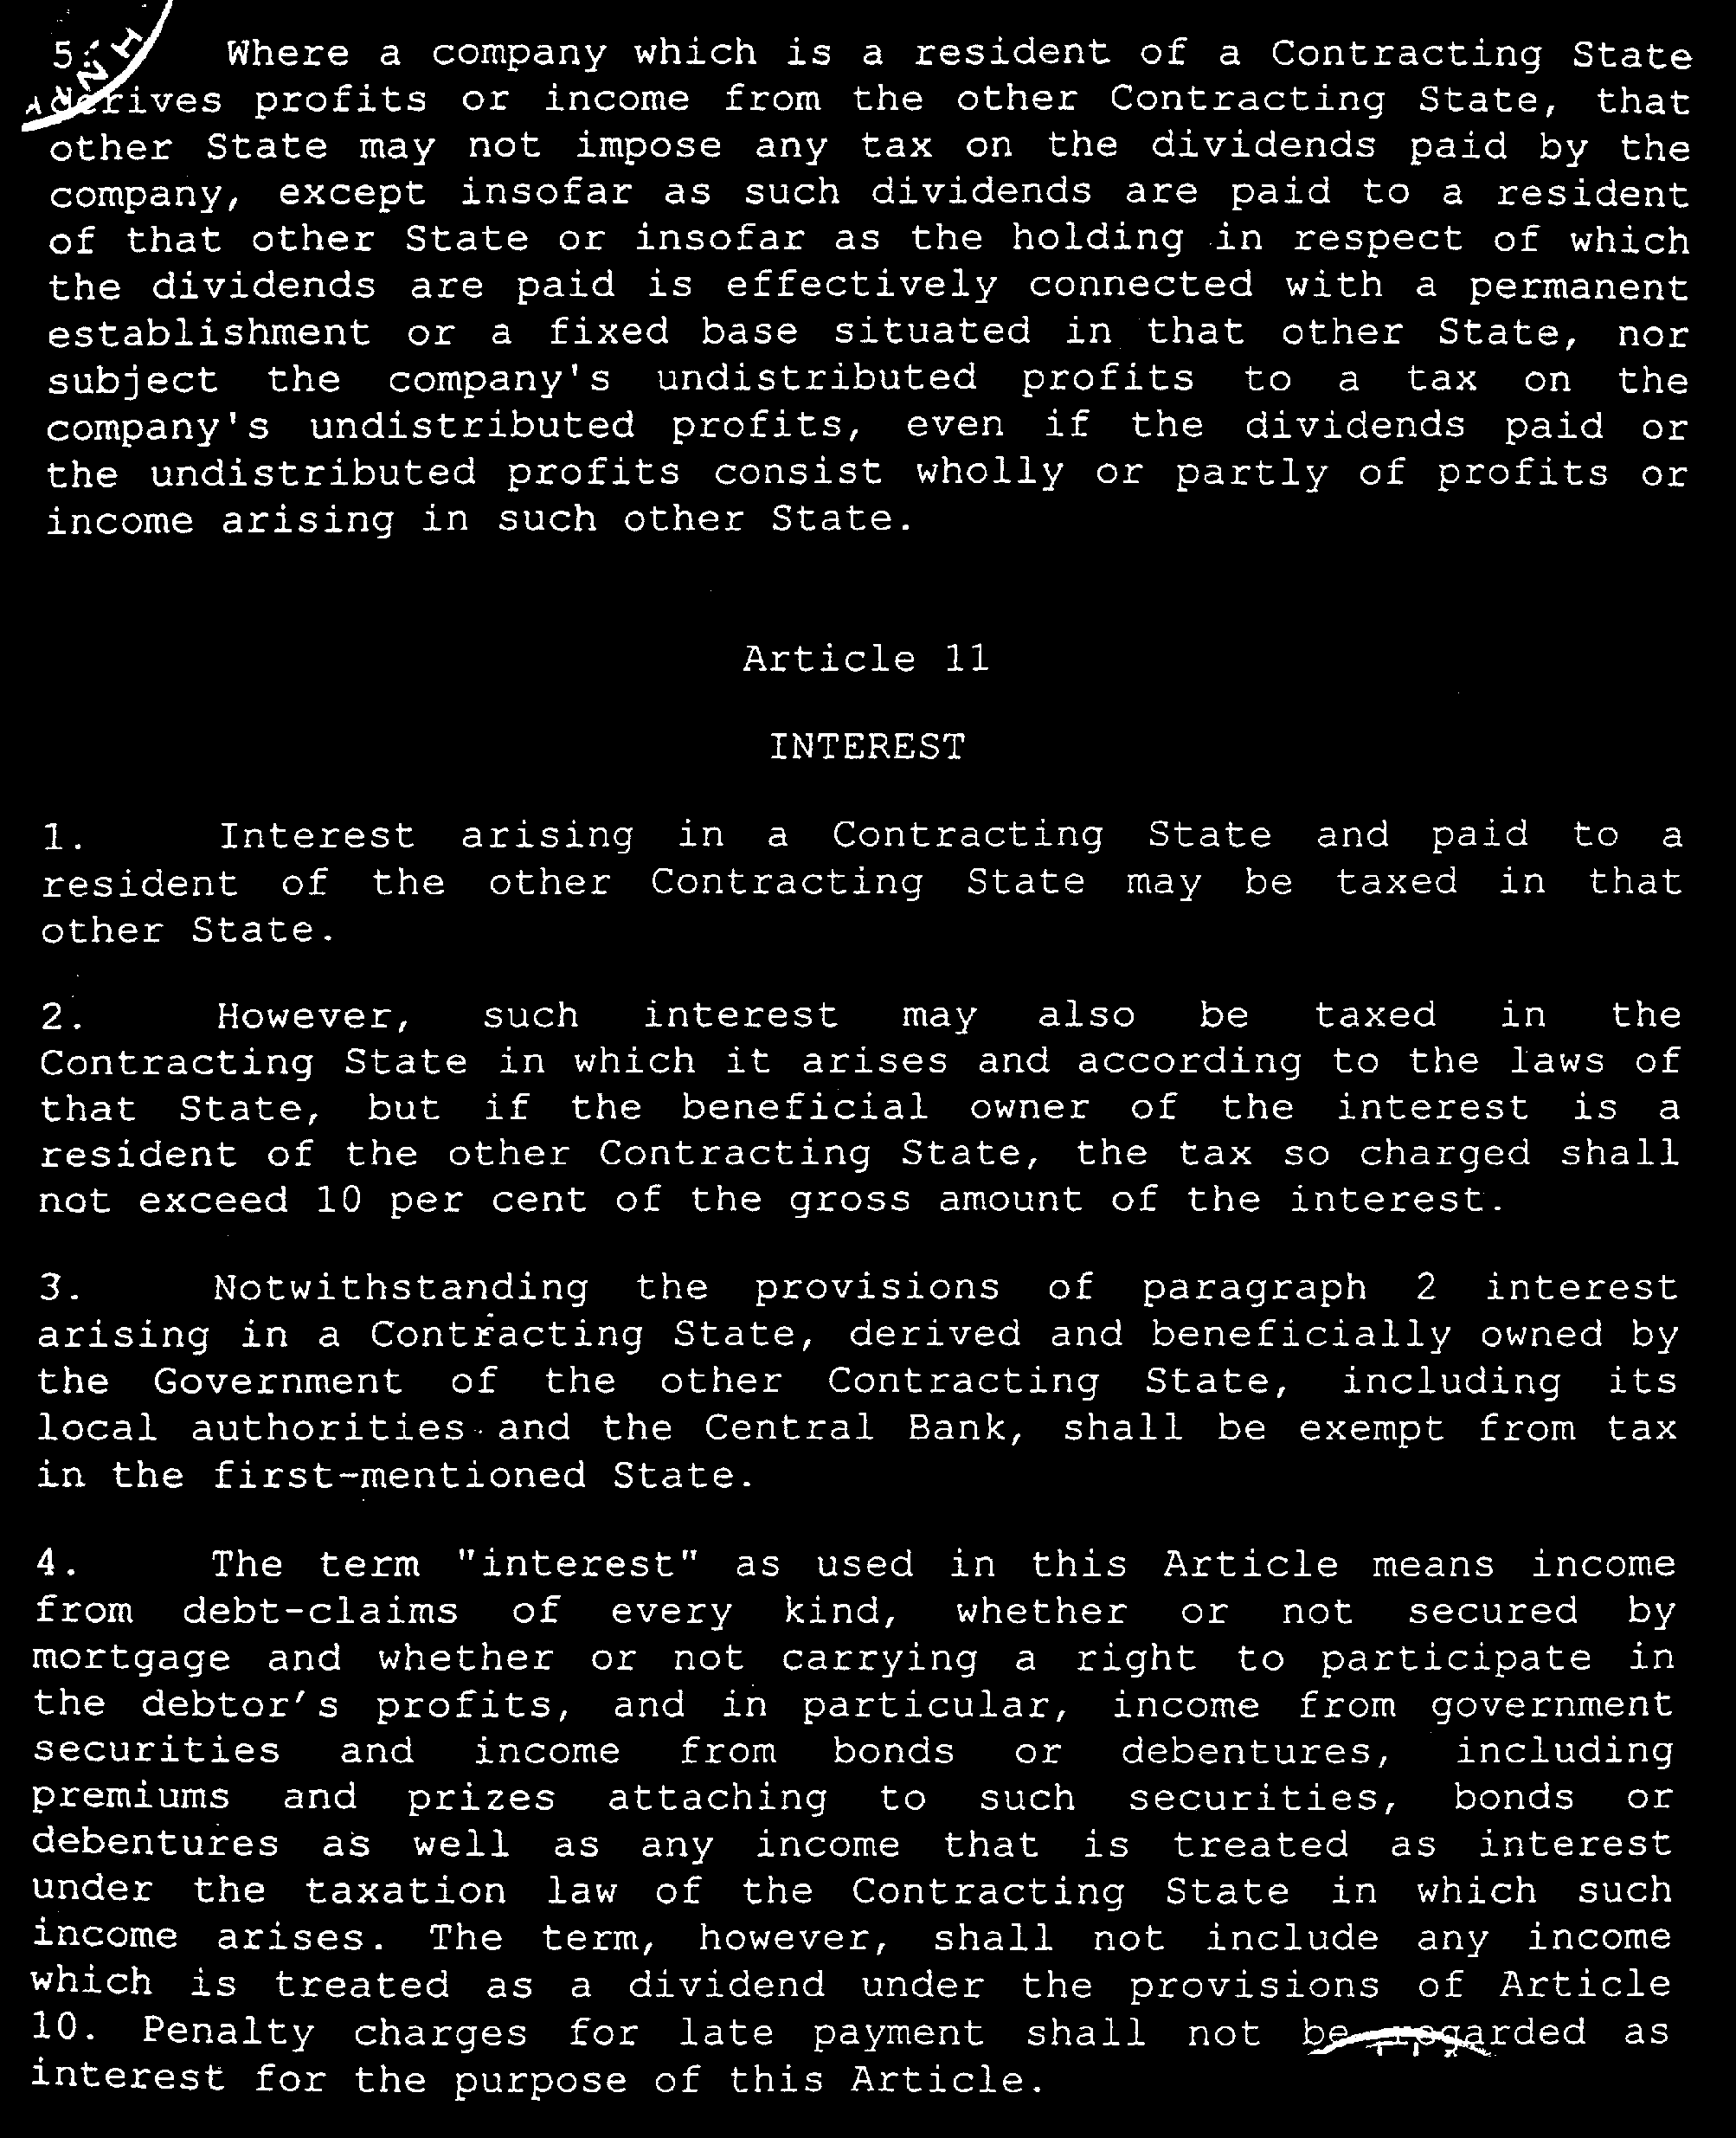 5. Where a company which is a resident of a Contracting State
derives profits or income from the other Contracting State, that
other State may not impose any tax on the dividends paid by the
company, except insofar as such dividends are paid to a resident
of that other State or insofar as the holding in respect of which
the dividends are paid is effectively connected with a permanent
establishment or a fixed base situated in that other State, nor
subject the company's undistributed profits to a tax on the
company's undistributed profits, even if the dividends paid or
the undistributed profits consist wholly or partly of profits or
income arising in such other State.
Article 11
INTEREST
1. Interest arising in a Contracting State and paid to a
resident of the other Contracting State may be taxed in that
other State.
2. However, such interest may also be taxed in the
Contracting State in which it arises and according to the laws of
that State, but if the beneficial owner of the interest is a
resident of the other Contracting State, the tax so charged shall
not exceed 10 per cent of the gross amount of the interest.
3. Notwithstanding the provisions of paragraph 2 interest
arising in a Contracting State, derived and beneficially owned by
the Government of the other Contracting State, including its
local authorities and the Central Bank, shall be exempt from tax
in the first-mentioned State.
4. The term "interest" as used in this Article means income
from debt-claims of every kind, whether or not secured by
mortgage and whether or not carrying a right to participate in
the debtor's profits, and in particular, income from government
securities and income from bonds or debentures, including
premiums and prizes attaching to such securities, bonds or
debentures as well as any income that is treated as interest
under the taxation law of the Contracting State in which such
income arises. The term, however, shall not include any income
which is treated as a dividend under the provisions of Article
10. Penalty charges for late payment shall not be regarded as
interest for the purpose of this Article.